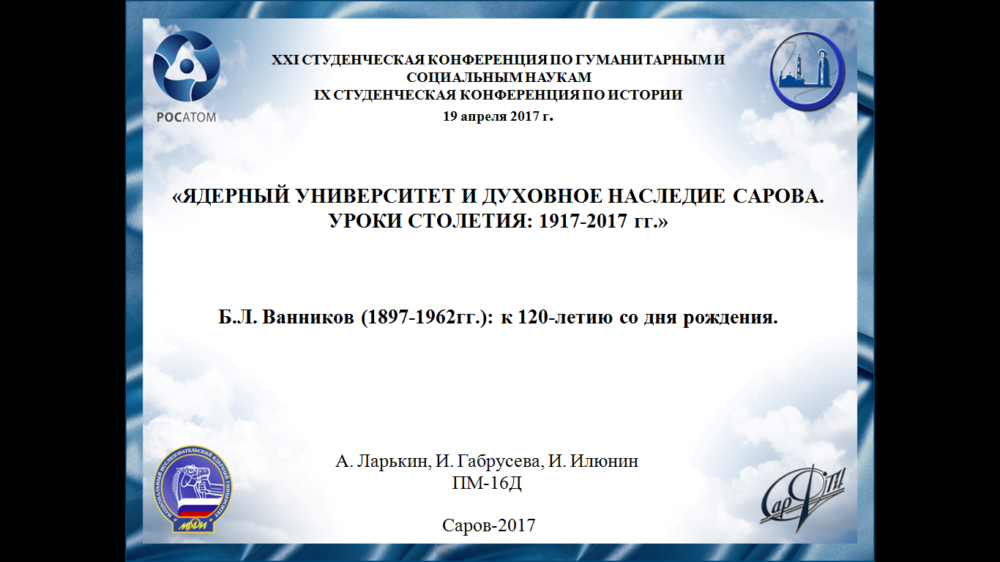 РОСАТОМ
XXI СТУДЕНЧЕСКАЯ КОНФЕРЕНЦИЯ ПО ГУМАНИТАРНЫМ И
СОЦИАЛЬНЫМ НАУКАМ
IX СТУДЕНЧЕСКАЯ КОНФЕРЕНЦИЯ ПО ИСТОРИИ
19 апреля 2017 г.
«ЯДЕРНЫЙ УНИВЕРСИТЕТ И ДУХОВНОЕ НАСЛЕДИЕ САРОВА.
УРОКИ СТОЛЕТИЯ: 1917-2017 гг.»
Б.Л. Ванников (1897-1962гг.): к 120-летию со дня рождения.
А. Ларькин, И. Габрусева, И. Илюнин
ПМ-16Д
Саров-2017
НАЦИОНАЛЬНЫЙ ИССЛЕДОВАТЕЛЬСКИЙ ЯДЕРНЫЙ УНИВЕРСИТЕТ
МИФИ
СарФТИ